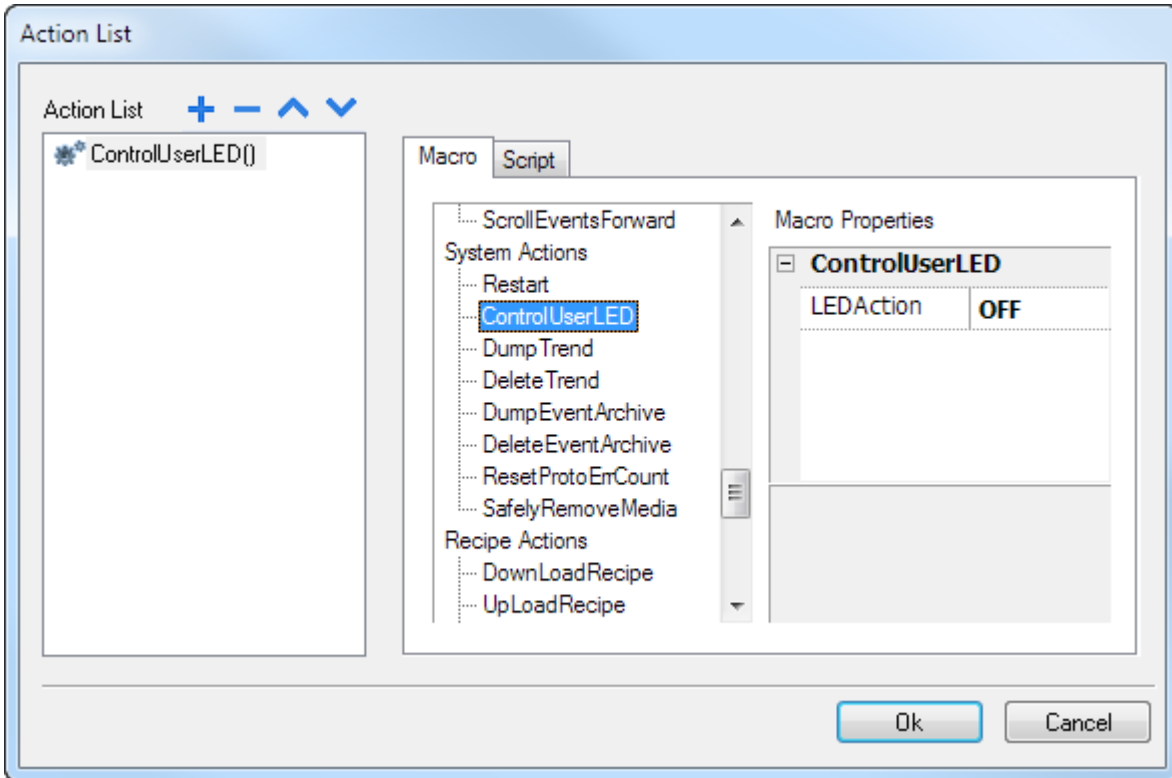 Action List
Action List
ControlUserLED()
Macro Script
ScrollEventsForward
System Actions
Restart
ControlUserLED
DumpTrend
DeleteTrend
DumpEventArchive
DeleteEventArchive
ResetProtoErrCount
SafelyRemoveMedia
Recipe Actions
DownLoadRecipe
UpLoadRecipe
Macro Properties
ControlUserLED
LEDAction OFF
Ok Cancel